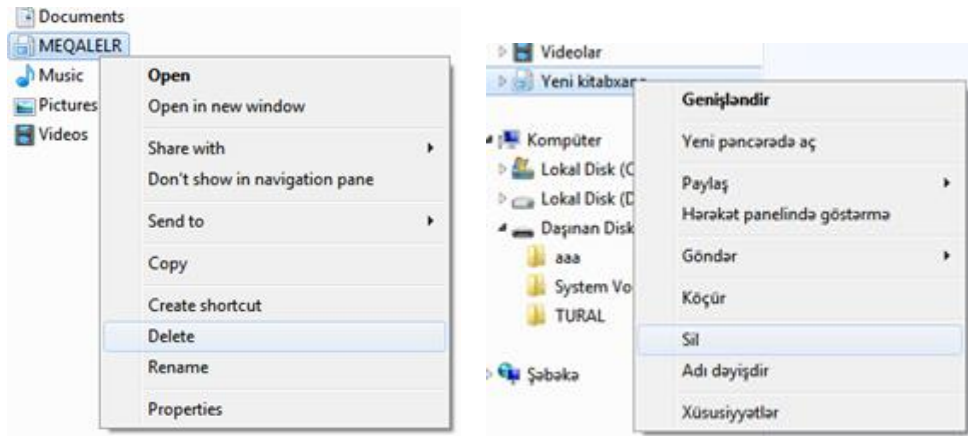 Documents
MEQALELR
Music
Pictures
Videos
Open
Open in new window
Share with
Don't show in navigation pane
Send to
Copy
Create shortcut
Delete
Rename
Properties
Videolar
Yeni kitabxana
Kompüter
Lokal Disk (C
Lokal Disk (D
Daşınan Disk
aaa
System Vo
TURAL
Şəbəkə
Genişləndir
Yeni pəncərədə aç
Paylaş
Hərəkət panelində göstərmə
Göndər
Köçür
Sil
Adı dəyişdir
Xüsusiyyətlər